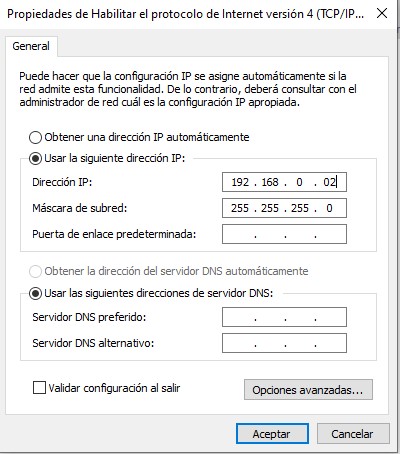 Propiedades de Habilitar el protocolo de Internet versión 4 (TCP/IP...
General
Puede hacer que la configuración IP se asigne automáticamente si la
red admite esta funcionalidad. De lo contrario, deberá consultar con el
administrador de red cuál es la configuración IP apropiada.
Obtener una dirección IP automáticamente
Usar la siguiente dirección IP:
Dirección IP: 192 . 168 . 0 . 02
Máscara de subred: 255 . 255 . 255 . 0
Puerta de enlace predeterminada: . . .
Obtener la dirección del servidor DNS automáticamente
Usar las siguientes direcciones de servidor DNS:
Servidor DNS preferido: . . .
Servidor DNS alternativo: . . .
Validar configuración al salir
Opciones avanzadas...
Aceptar Cancelar